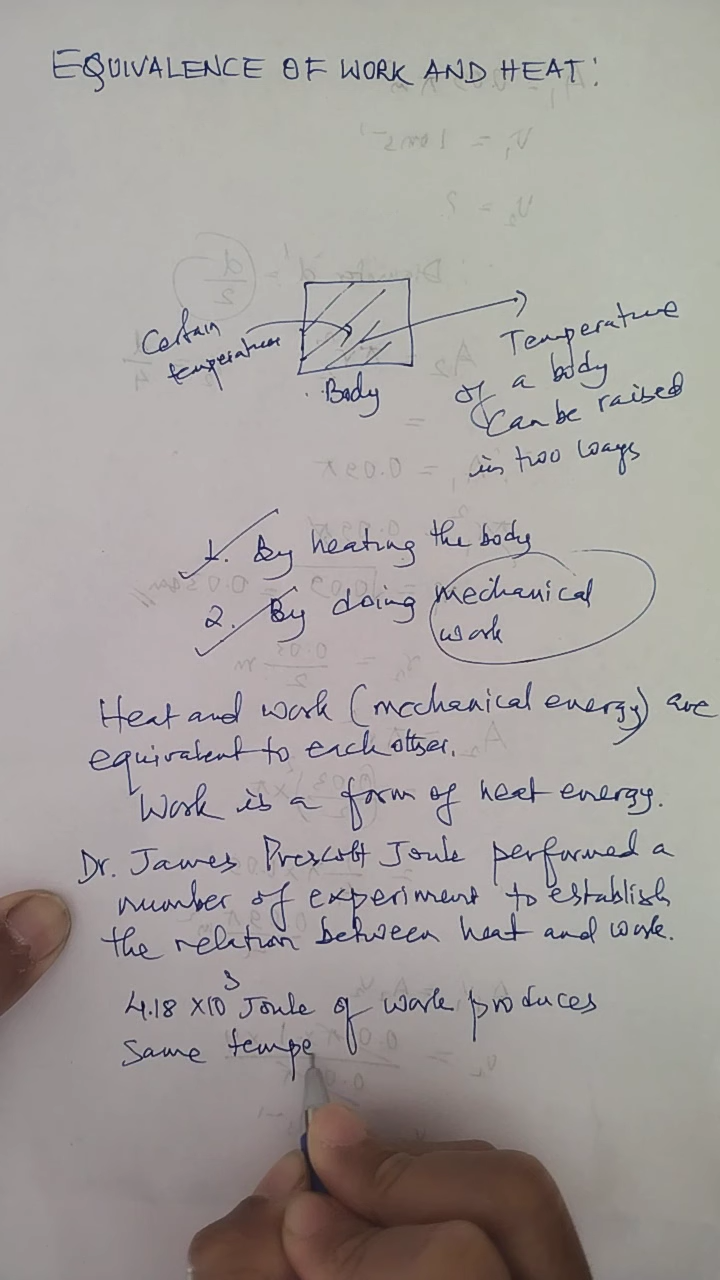 EQUIVALENCE OF WORK AND HEAT:
Certain
temperature
Body
Temperature
of a body
Can be raised
in two ways
1. By heating the body
2. By doing mechanical
work
Heat and work (mechanical energy) are
equivalent to each other.
Work is a form of heat energy.
Dr. James Prescott Joule performed a
number of experiment to establish
the relation between heat and work.
4.18 ×10³ Joule of work produces
Same tempe